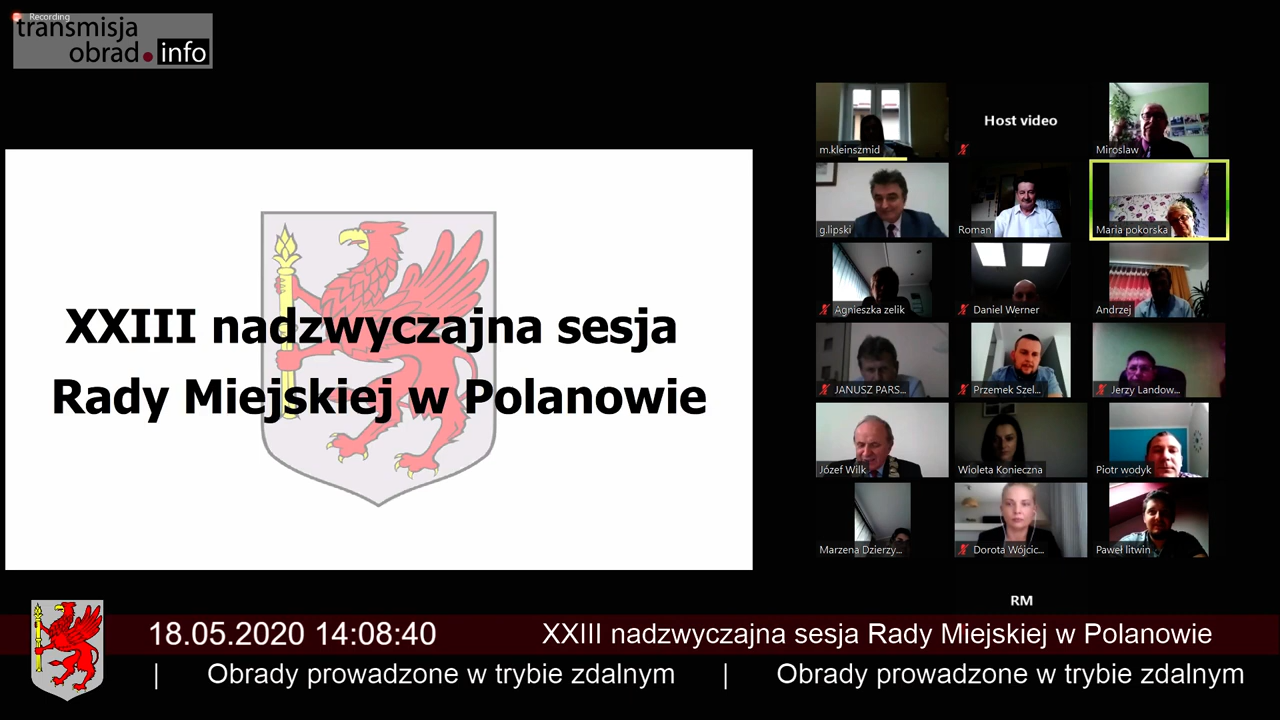 Recording
transmisja
obrad.info
XXIII nadzwyczajna sesja
Rady Miejskiej w Polanowie
m.kleinszmid
Host video
Miroslaw
g.lipski
Roman
Maria pokorska
Agnieszka zelik
Daniel Werner
Andrzej
JANUSZ PARS...
Przemek Szel...
Jerzy Landow...
Józef Wilk
Wioleta Konieczna
Piotr wodyk
Marzena Dzierzy...
Dorota Wójcic...
Paweł litwin
RM
18.05.2020 14:08:40
XXIII nadzwyczajna sesja Rady Miejskiej w Polanowie
| Obrady prowadzone w trybie zdalnym | Obrady prowadzone w trybie zdalnym